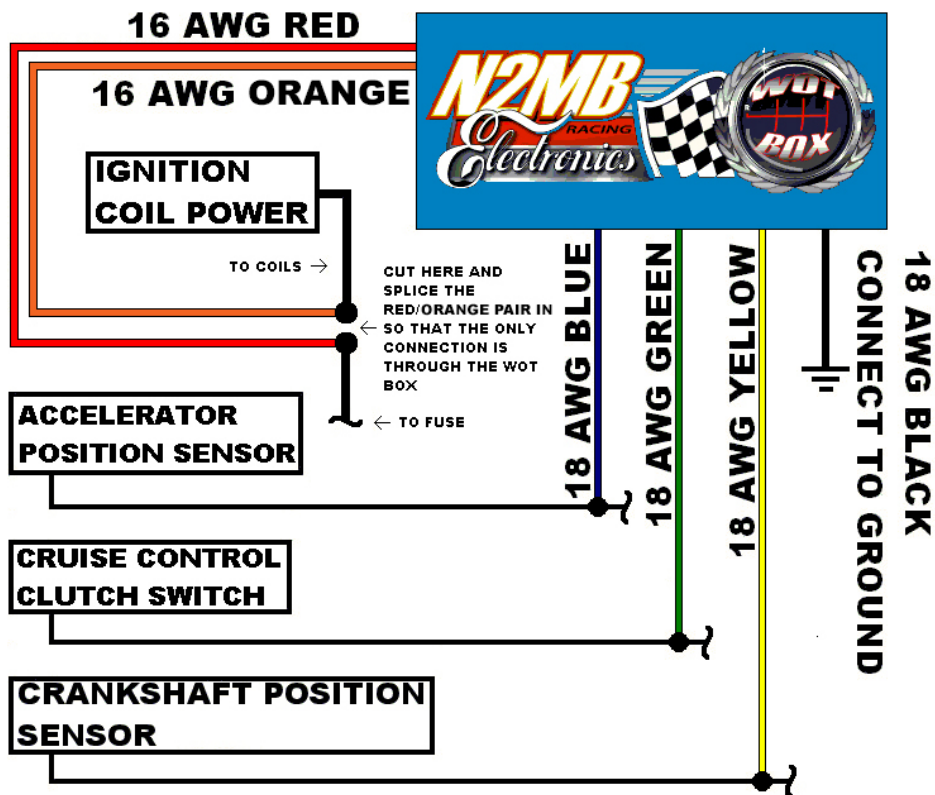 16 AWG RED
16 AWG ORANGE
N2MB
RACING
Electronics
WOT
BOX
IGNITION
COIL POWER
TO COILS →
CUT HERE AND
SPLICE THE
RED/ORANGE PAIR IN
← SO THAT THE ONLY
CONNECTION IS
THROUGH THE WOT
BOX
← TO FUSE
ACCELERATOR
POSITION SENSOR
CRUISE CONTROL
CLUTCH SWITCH
CRANKSHAFT POSITION
SENSOR
18 AWG BLUE
18 AWG GREEN
18 AWG YELLOW
18 AWG BLACK
CONNECT TO GROUND